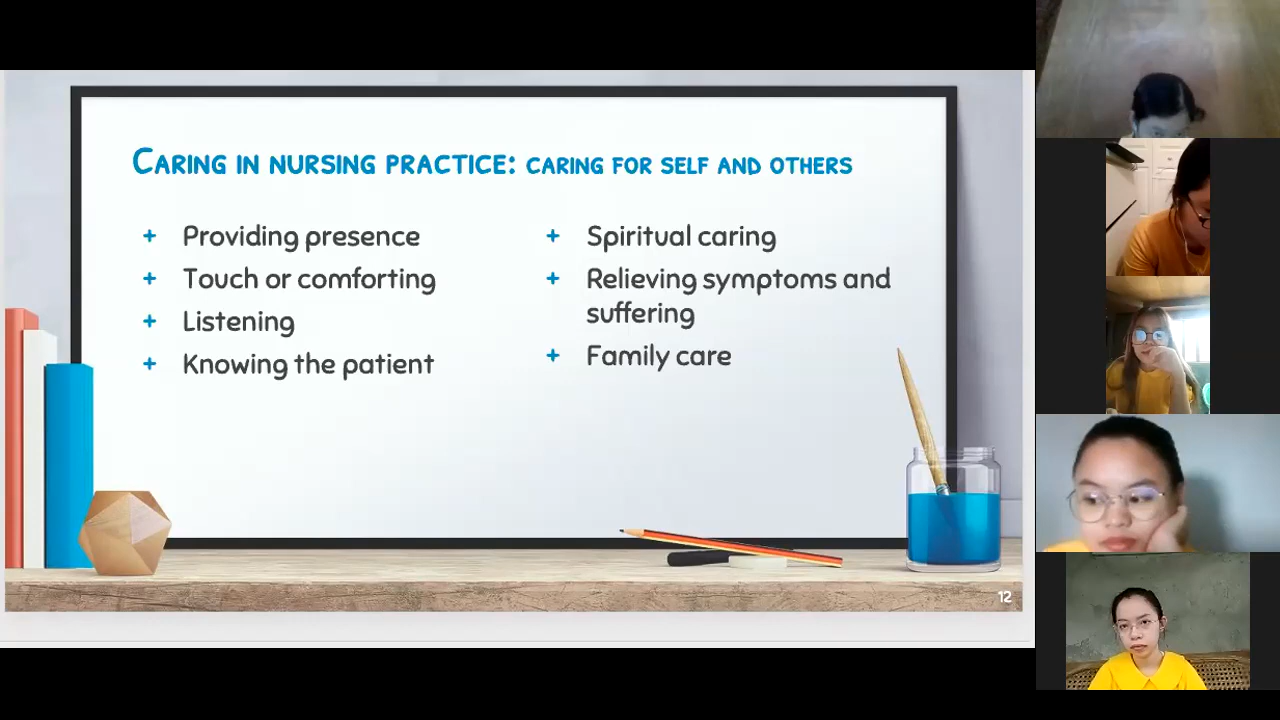 Caring in nursing practice: caring for self and others
+ Providing presence
+ Touch or comforting
+ Listening
+ Knowing the patient
+ Spiritual caring
+ Relieving symptoms and
suffering
+ Family care
12